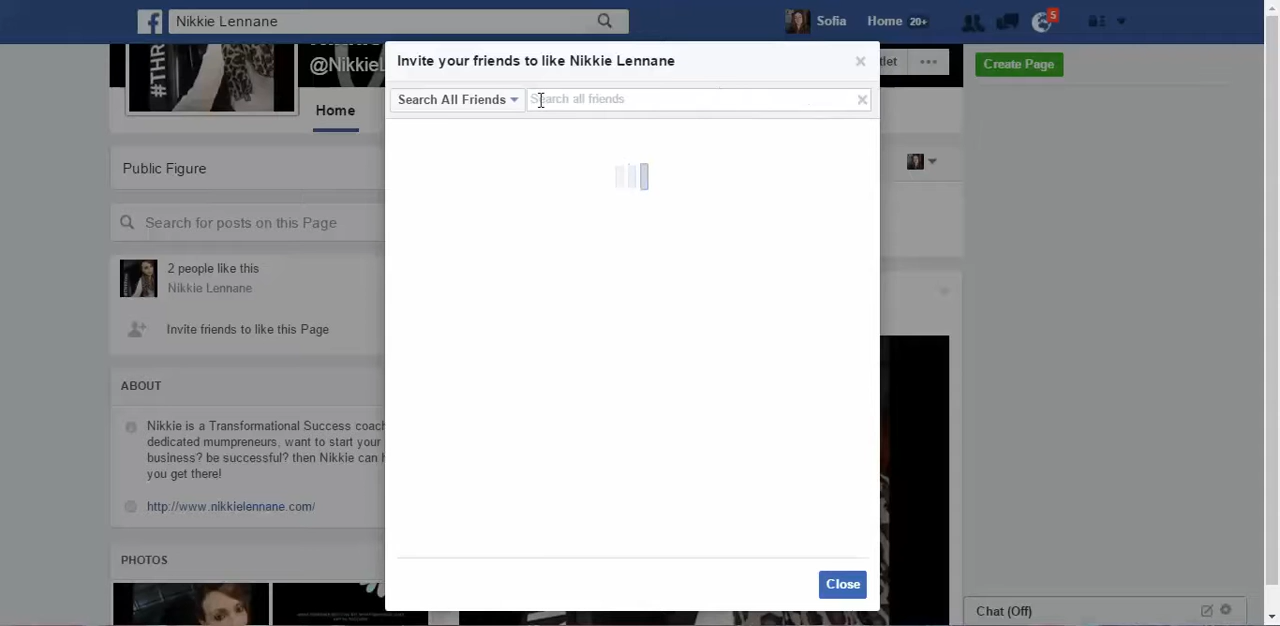 f Nikkie Lennane Sofia Home 20+ 5
Invite your friends to like Nikkie Lennane
Search All Friends Search all friends
#THR
@Nikkie
Create Page
Home
Public Figure
Search for posts on this Page
2 people like this
Nikkie Lennane
Invite friends to like this Page
ABOUT
Nikkie is a Transformational Success coac
dedicated mumpreneurs, want to start your
business? be successful? then Nikkie can h
you get there!
http://www.nikkielennane.com/
PHOTOS
Close
Chat (Off)